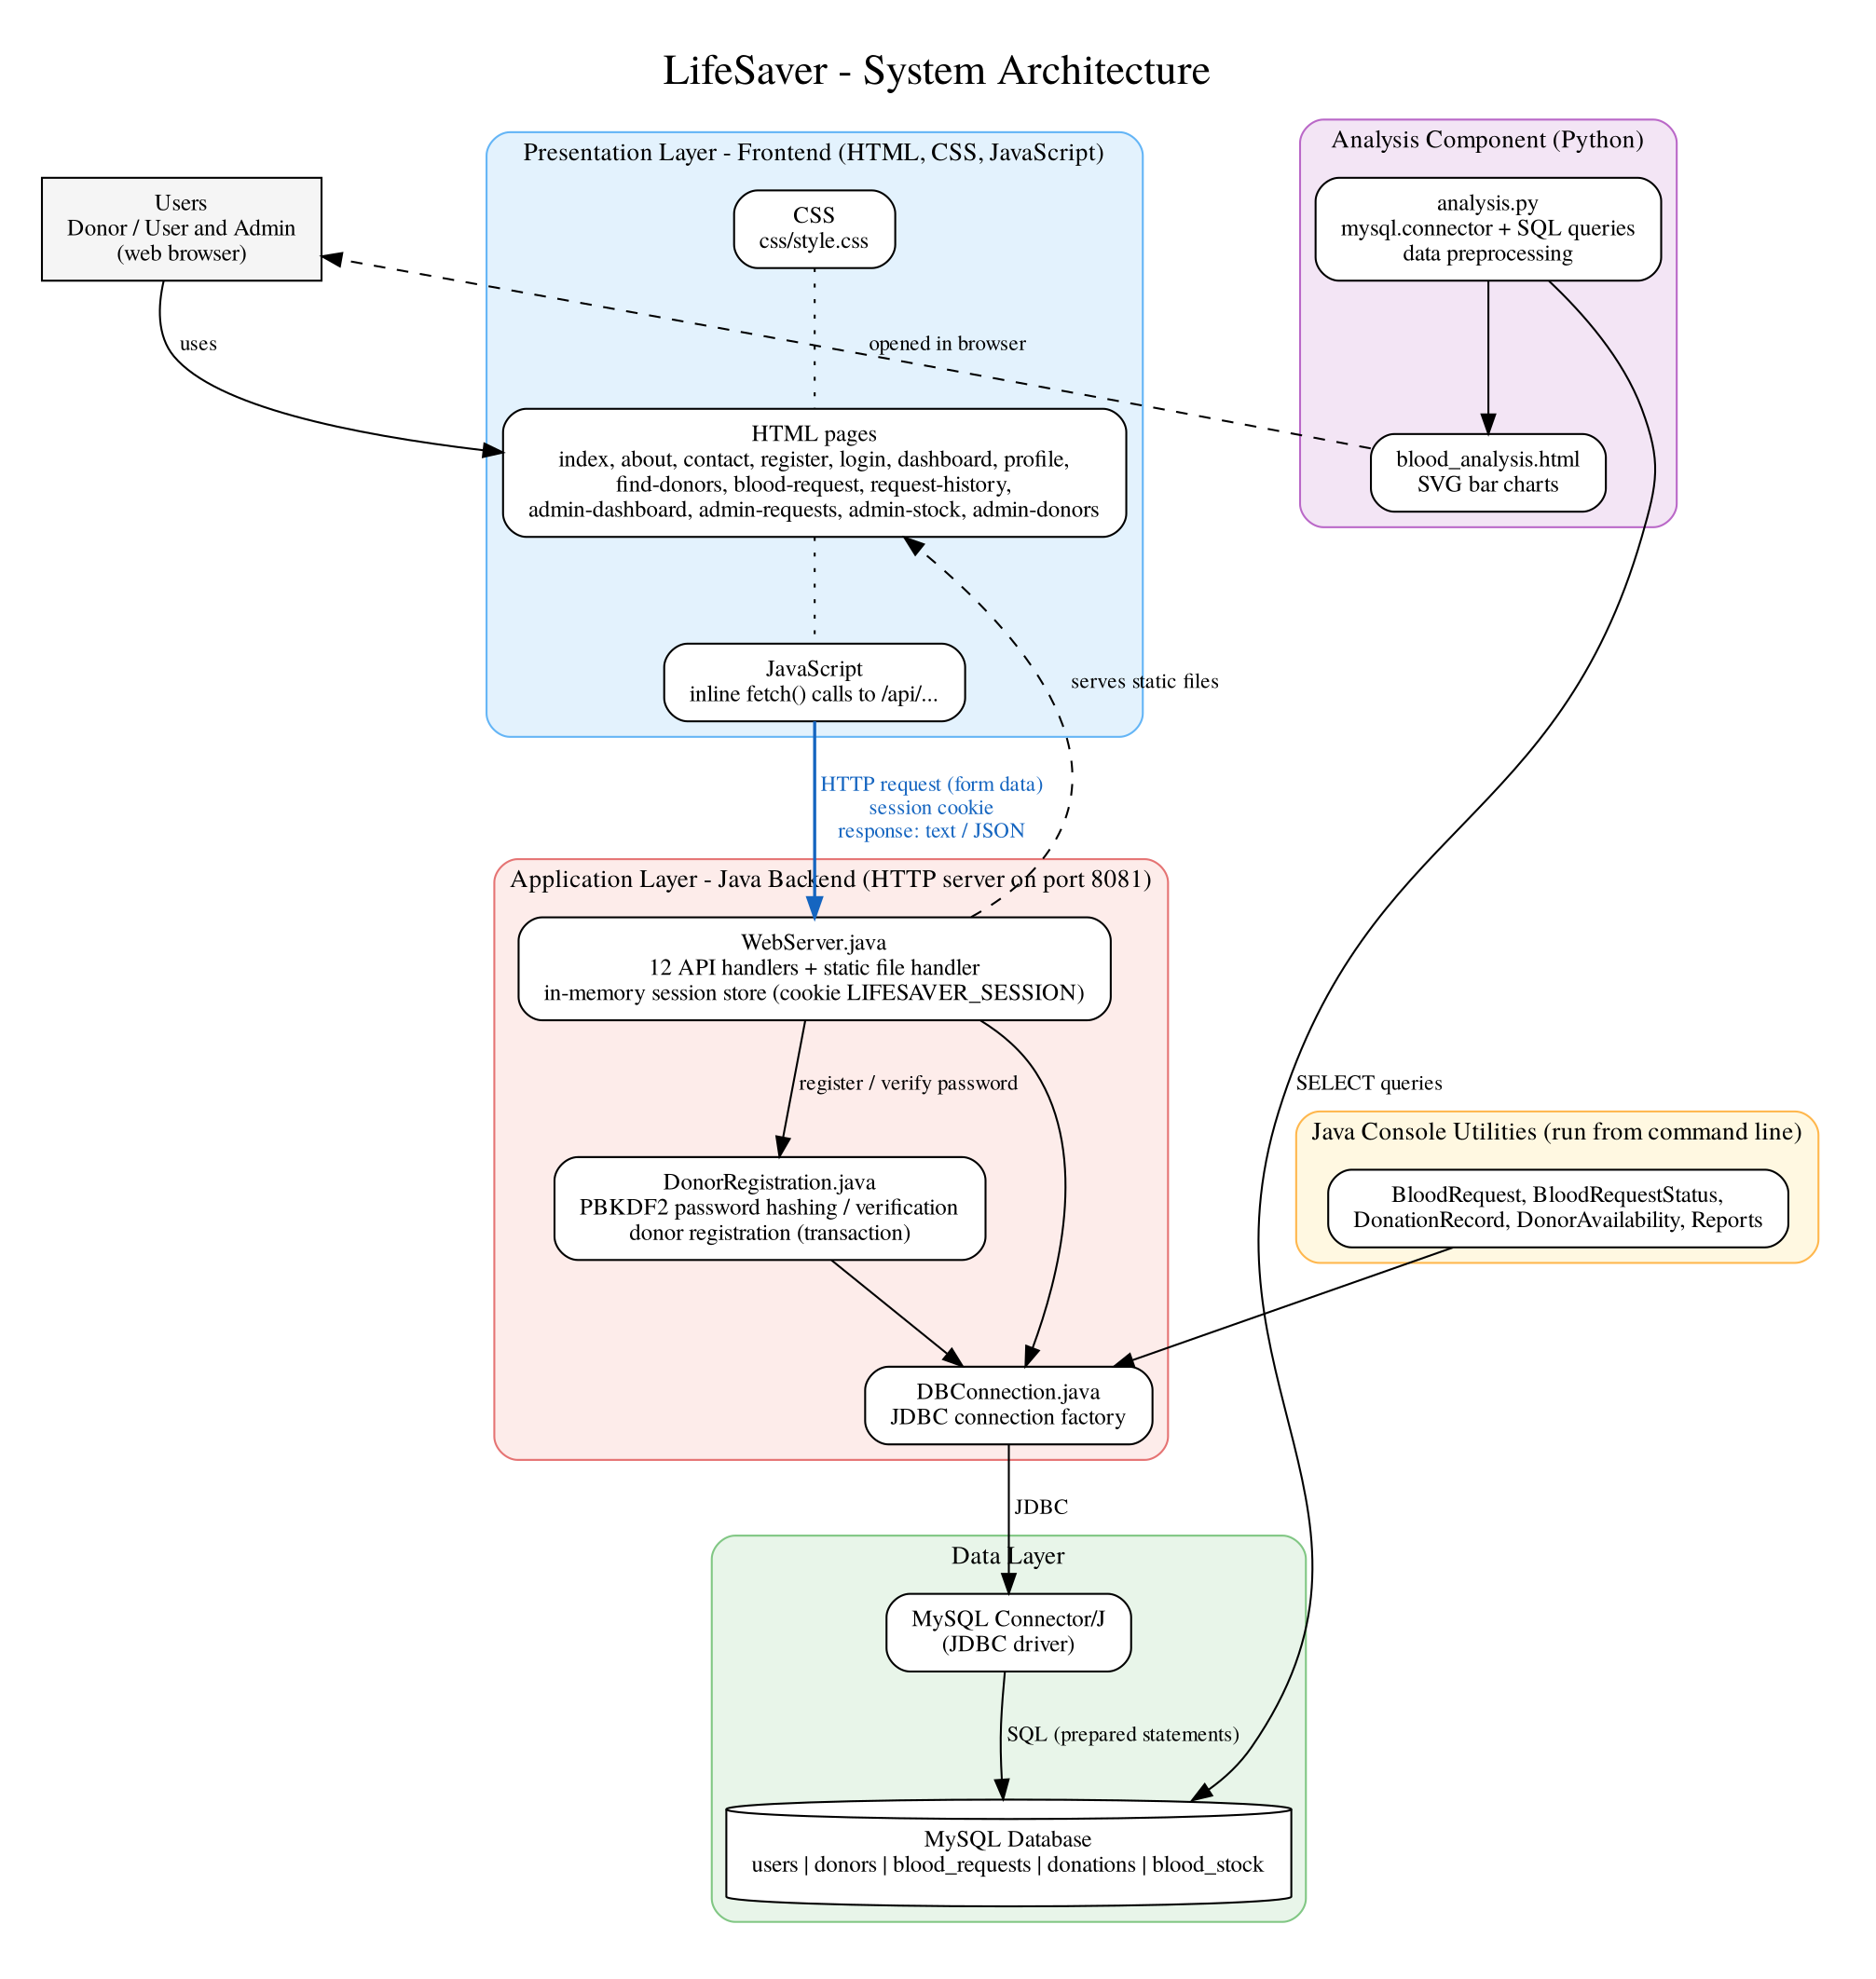 LifeSaver - System Architecture
Presentation Layer - Frontend (HTML, CSS, JavaScript)
Analysis Component (Python)
Users
Donor / User and Admin
(web browser)
CSS
css/style.css
analysis.py
mysql.connector + SQL queries
data preprocessing
uses
opened in browser
HTML pages
index, about, contact, register, login, dashboard, profile,
find-donors, blood-request, request-history,
admin-dashboard, admin-requests, admin-stock, admin-donors
blood_analysis.html
SVG bar charts
JavaScript
inline fetch() calls to /api/...
serves static files
HTTP request (form data)
session cookie
response: text / JSON
Application Layer - Java Backend (HTTP server on port 8081)
WebServer.java
12 API handlers + static file handler
in-memory session store (cookie LIFESAVER_SESSION)
register / verify password
SELECT queries
Java Console Utilities (run from command line)
DonorRegistration.java
PBKDF2 password hashing / verification
donor registration (transaction)
BloodRequest, BloodRequestStatus,
DonationRecord, DonorAvailability, Reports
DBConnection.java
JDBC connection factory
JDBC
Data Layer
MySQL Connector/J
(JDBC driver)
SQL (prepared statements)
MySQL Database
users | donors | blood_requests | donations | blood_stock